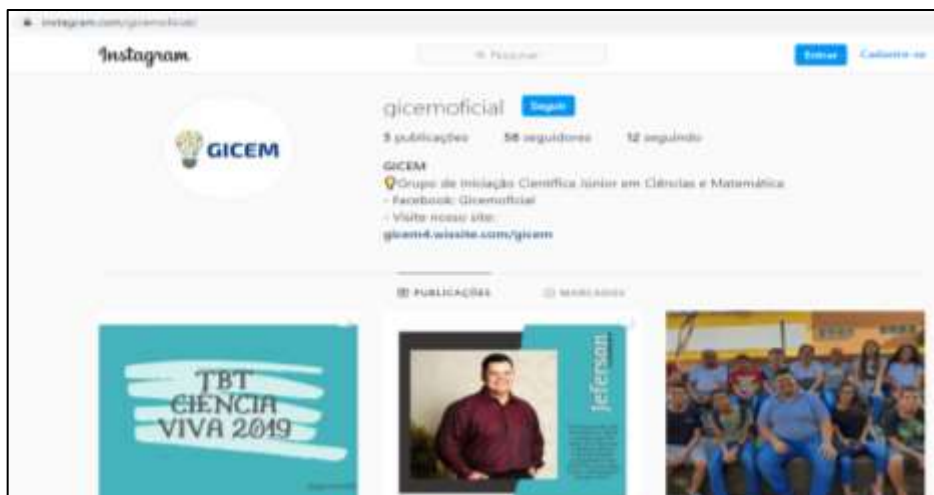 instagram.com/gicemoficial/
Instagram
Pesquisar
Entrar
Cadastre-se
GICEM
gicemoficial
Seguir
5 publicações 58 seguidores 12 seguindo
GICEM
Grupo de Iniciação Científica Júnior em Ciências e Matemática
- Facebook: Gicemoficial
- Visite nosso site:
gicem4.wixsite.com/gicem
PUBLICAÇÕES
MARCADOS
TBT
CIÊNCIA
VIVA 2019
Jeferson